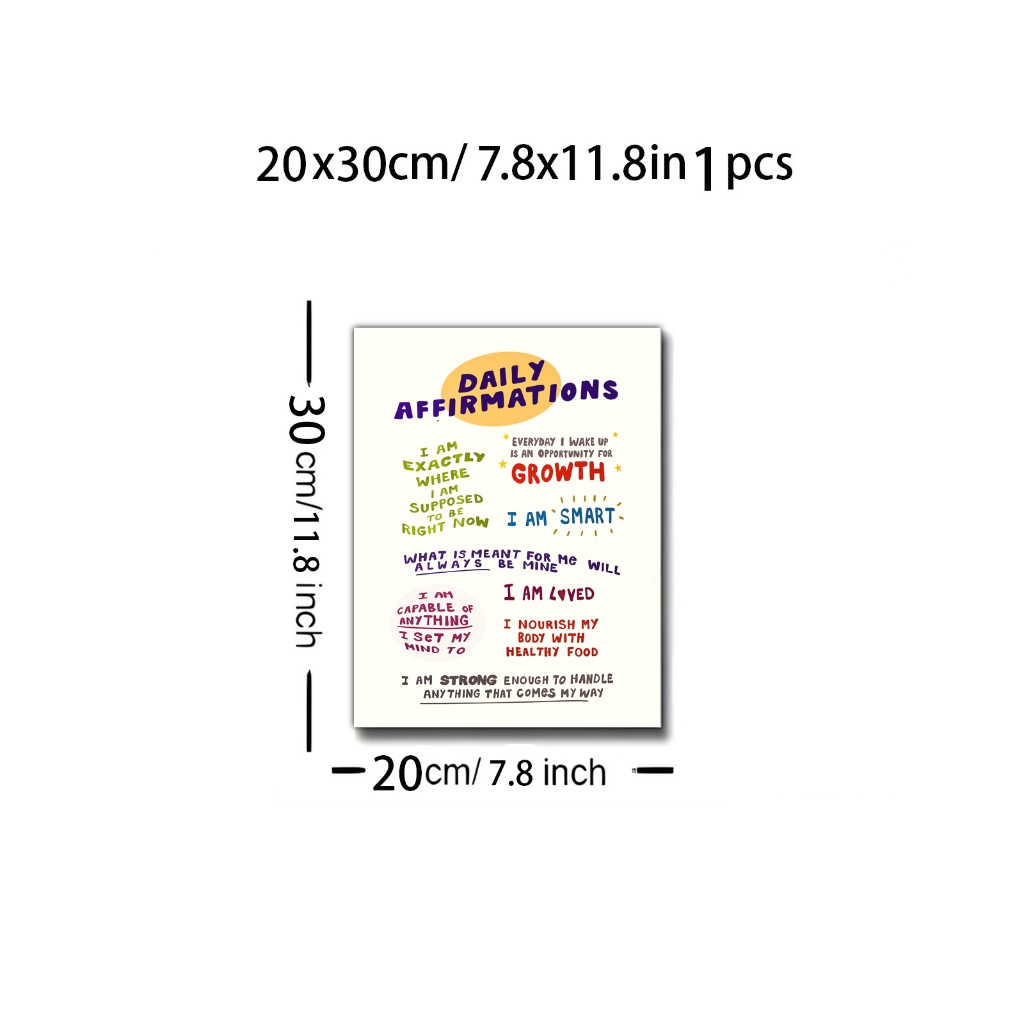 20x30cm/ 7.8x11.8in 1 pcs
30 cm/11.8 inch
DAILY
AFFIRMATIONS
I AM
EXACTLY
WHERE
I AM
SUPPOSED
TO BE
RIGHT NOW
EVERYDAY I WAKE UP
IS AN OPPORTUNITY FOR
GROWTH
I AM SMART
WHAT IS MEANT FOR Me WILL
ALWAYS BE MINE
I AM
CAPABLE OF
ANYTHING
I SeT MY
MIND TO
I AM LOVED
I NOURISH MY
BODY WITH
HEALTHY FOOD
I AM STRONG ENOUGH TO HANDLE
ANYTHING THAT COMeS MY WAY
20cm/ 7.8 inch